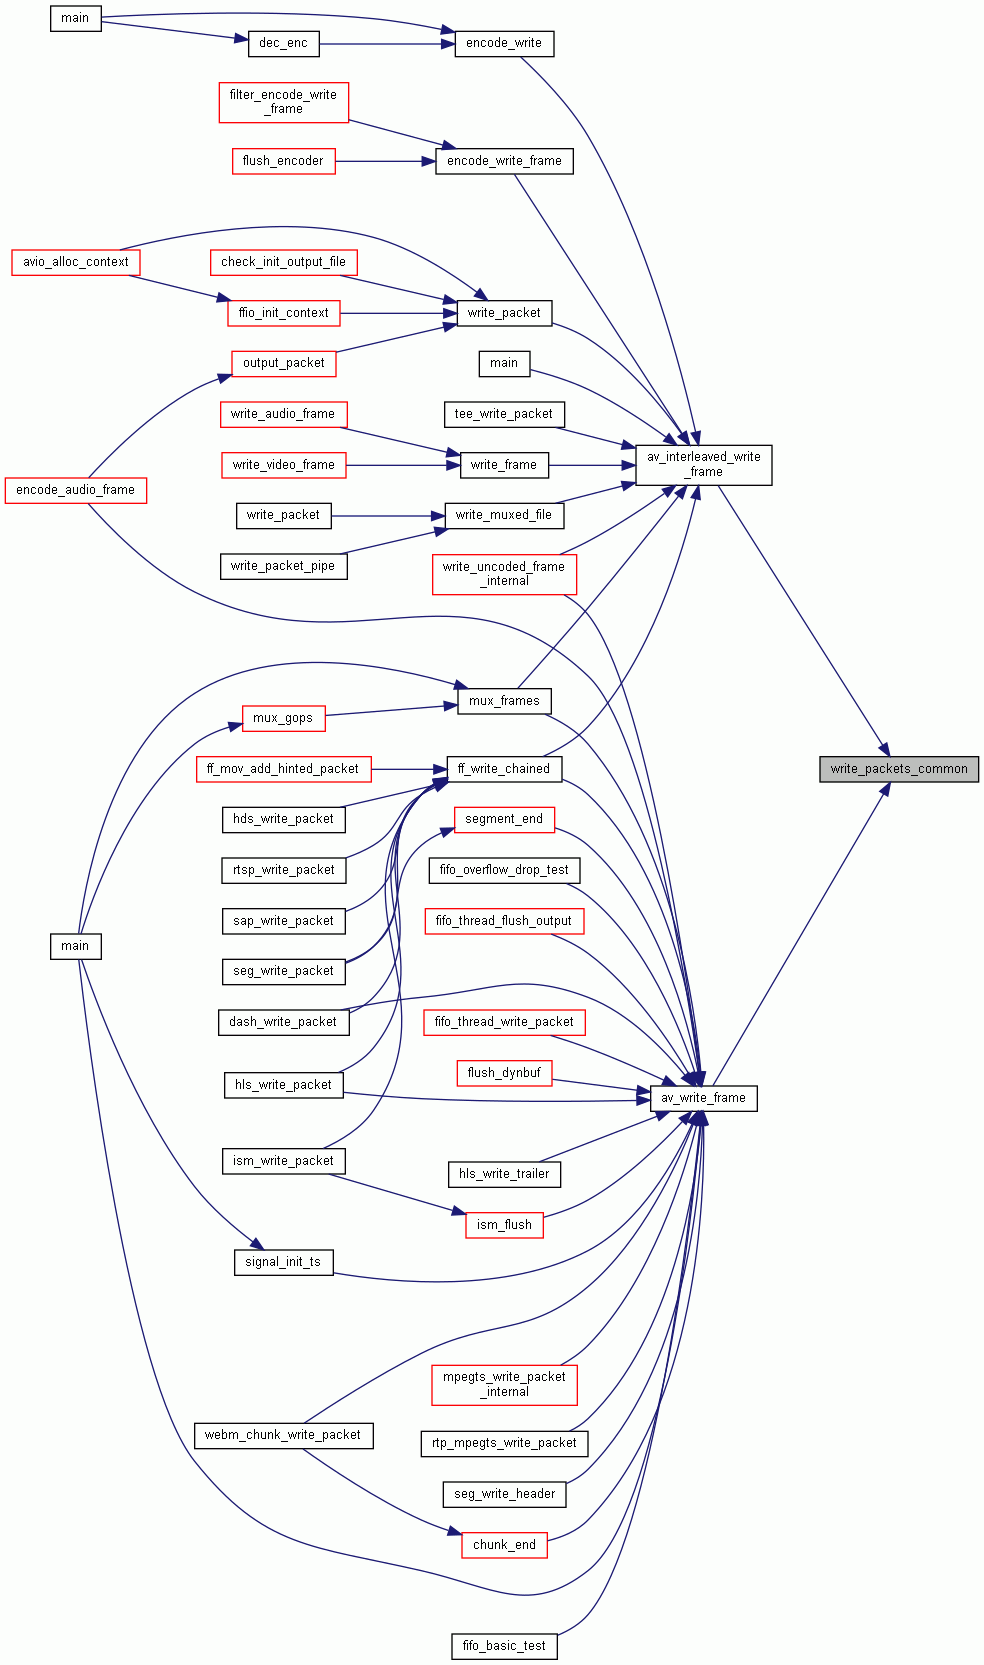 main
dec_enc
encode_write
filter_encode_write
_frame
flush_encoder
encode_write_frame
avio_alloc_context
check_init_output_file
ffio_init_context
write_packet
output_packet
main
write_audio_frame
tee_write_packet
write_video_frame
write_frame
av_interleaved_write
_frame
encode_audio_frame
write_packet
write_muxed_file
write_packet_pipe
write_uncoded_frame
_internal
mux_frames
mux_gops
ff_mov_add_hinted_packet
ff_write_chained
write_packets_common
hds_write_packet
segment_end
rtsp_write_packet
fifo_overflow_drop_test
sap_write_packet
fifo_thread_flush_output
main
seg_write_packet
dash_write_packet
fifo_thread_write_packet
hls_write_packet
flush_dynbuf
av_write_frame
ism_write_packet
hls_write_trailer
ism_flush
signal_init_ts
mpegts_write_packet
_internal
webm_chunk_write_packet
rtp_mpegts_write_packet
seg_write_header
chunk_end
fifo_basic_test